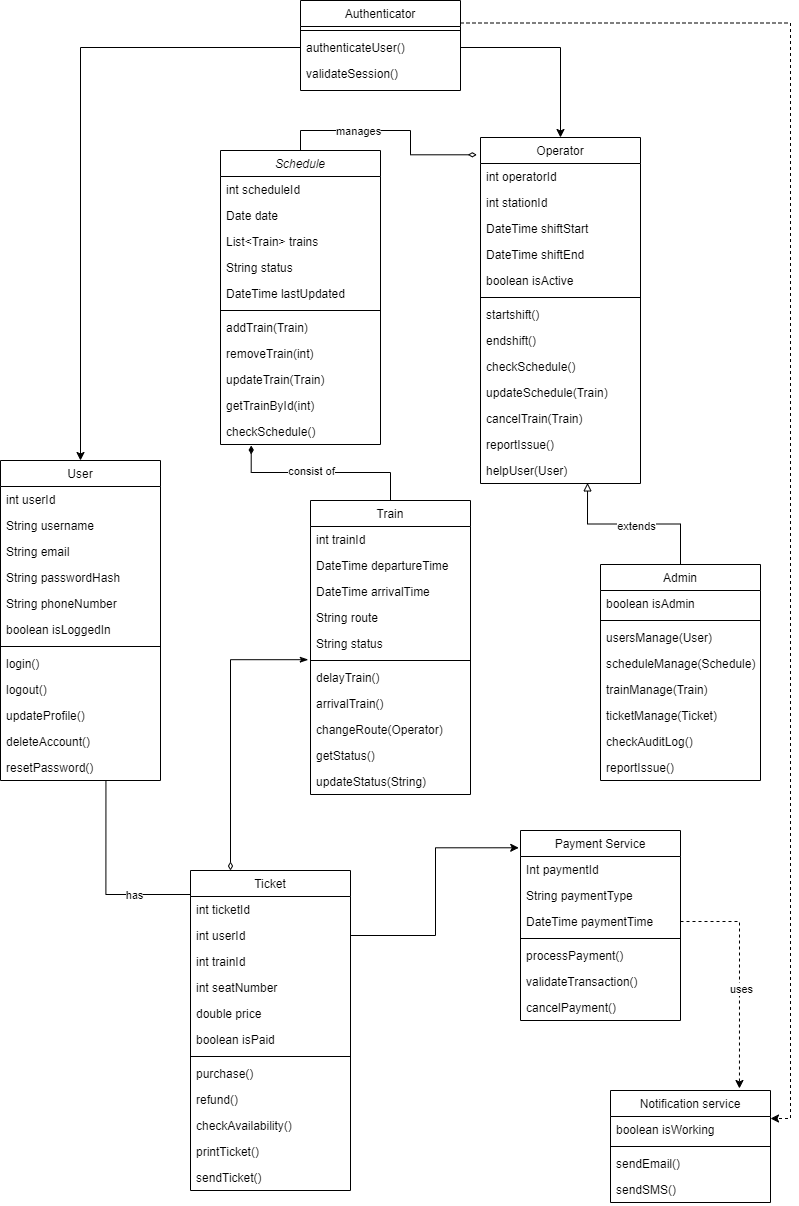 Authenticator
authenticateUser()
validateSession()
manages
Schedule
int scheduleId
Date date
List<Train> trains
String status
DateTime lastUpdated
addTrain(Train)
removeTrain(int)
updateTrain(Train)
getTrainById(int)
checkSchedule()
Operator
int operatorId
int stationId
DateTime shiftStart
DateTime shiftEnd
boolean isActive
startshift()
endshift()
checkSchedule()
updateSchedule(Train)
cancelTrain(Train)
reportIssue()
helpUser(User)
consist of
extends
User
int userId
String username
String email
String passwordHash
String phoneNumber
boolean isLoggedIn
login()
logout()
updateProfile()
deleteAccount()
resetPassword()
Train
int trainId
DateTime departureTime
DateTime arrivalTime
String route
String status
delayTrain()
arrivalTrain()
changeRoute(Operator)
getStatus()
updateStatus(String)
Admin
boolean isAdmin
usersManage(User)
scheduleManage(Schedule)
trainManage(Train)
ticketManage(Ticket)
checkAuditLog()
reportIssue()
has
Ticket
int ticketId
int userId
int trainId
int seatNumber
double price
boolean isPaid
purchase()
refund()
checkAvailability()
printTicket()
sendTicket()
Payment Service
Int paymentId
String paymentType
DateTime paymentTime
processPayment()
validateTransaction()
cancelPayment()
uses
Notification service
boolean isWorking
sendEmail()
sendSMS()